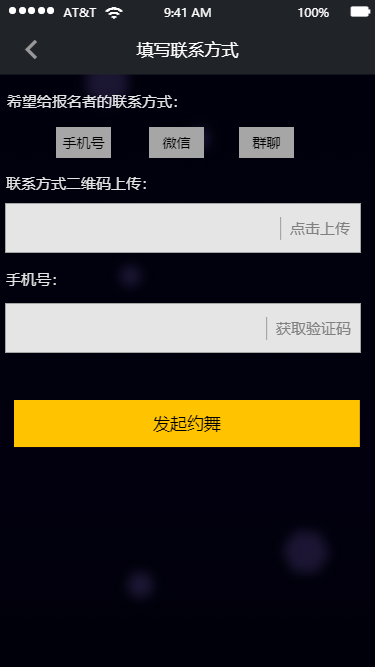 AT&T 9:41 AM 100%
填写联系方式
希望给报名者的联系方式：
手机号 微信 群聊
联系方式二维码上传：
点击上传
手机号：
获取验证码
发起约舞